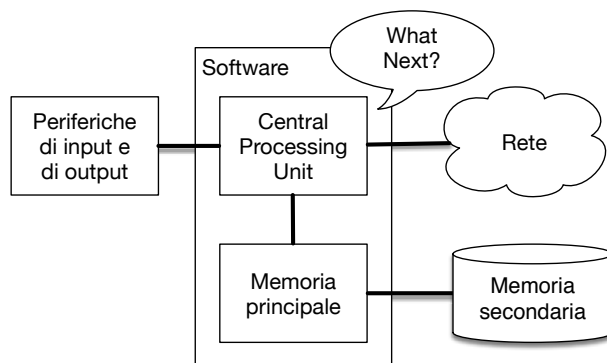 What
Next?
Software
Periferiche
di input e
di output
Central
Processing
Unit
Rete
Memoria
principale
Memoria
secondaria